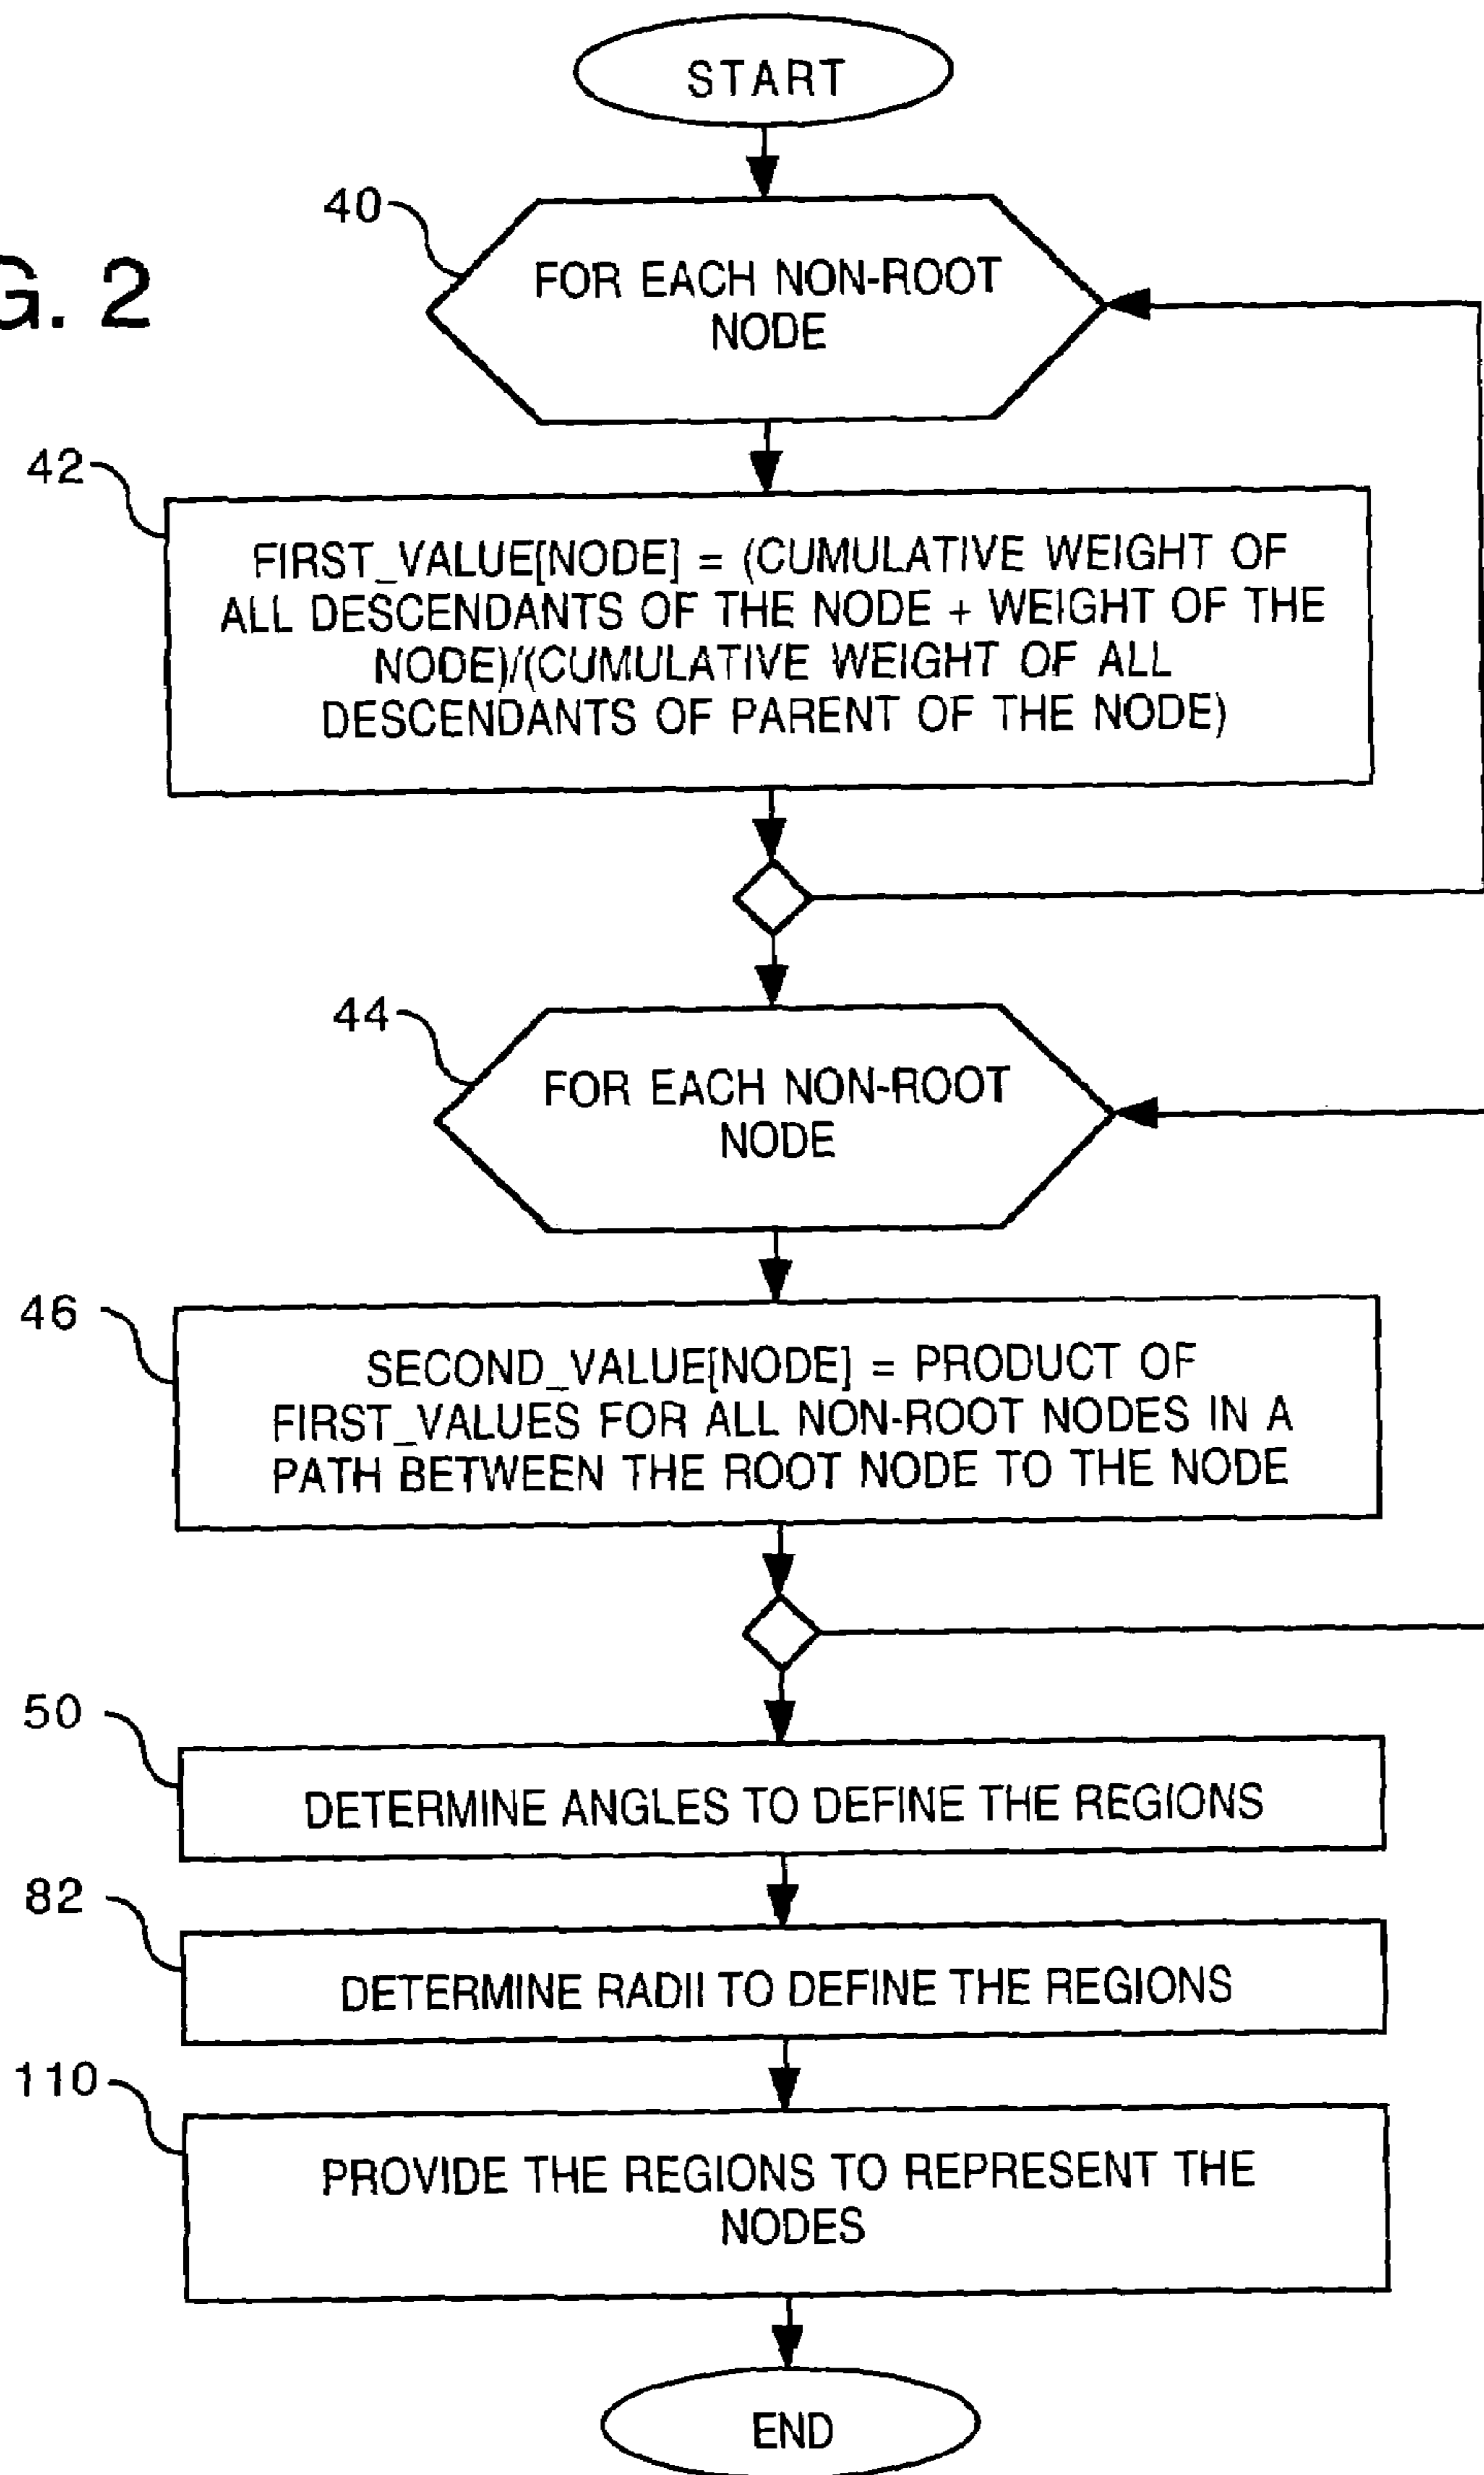 START
40
FOR EACH NON-ROOT
NODE
G. 2
42
FIRST_VALUE[NODE] = (CUMULATIVE WEIGHT OF
ALL DESCENDANTS OF THE NODE + WEIGHT OF THE
NODE)/(CUMULATIVE WEIGHT OF ALL
DESCENDANTS OF PARENT OF THE NODE)
44
FOR EACH NON-ROOT
NODE
46
SECOND_VALUE[NODE] = PRODUCT OF
FIRST_VALUES FOR ALL NON-ROOT NODES IN A
PATH BETWEEN THE ROOT NODE TO THE NODE
50
DETERMINE ANGLES TO DEFINE THE REGIONS
82
DETERMINE RADII TO DEFINE THE REGIONS
110
PROVIDE THE REGIONS TO REPRESENT THE
NODES
END